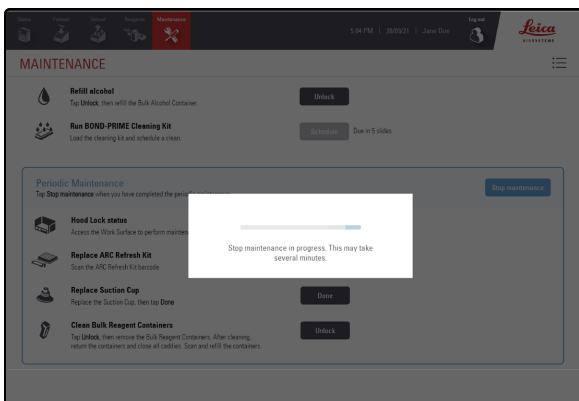 Status Preload Unload Reagents Maintenance
5:04 PM | 28/09/21 | Jane Doe
Log out
Leica
BIOSYSTEMS
MAINTENANCE
Refill alcohol
Tap Unlock, then refill the Bulk Alcohol Container.
Unlock
Run BOND-PRIME Cleaning Kit
Load the cleaning kit and schedule a clean.
Schedule
Due in 5 slides
Periodic Maintenance
Tap Stop maintenance when you have completed the
Stop maintenance
Hood Lock status
Access the Work Surface to perform
Stop maintenance in progress. This may take
several minutes.
Replace ARC Refresh Kit
Scan the ARC Refresh Kit barcode
Replace Suction Cup
Replace the Suction Cup, then tap Done
Done
Clean Bulk Reagent Containers
Tap Unlock, then remove the Bulk Reagent Containers. After cleaning,
return the containers and close all caddies. Scan and refill the containers.
Unlock